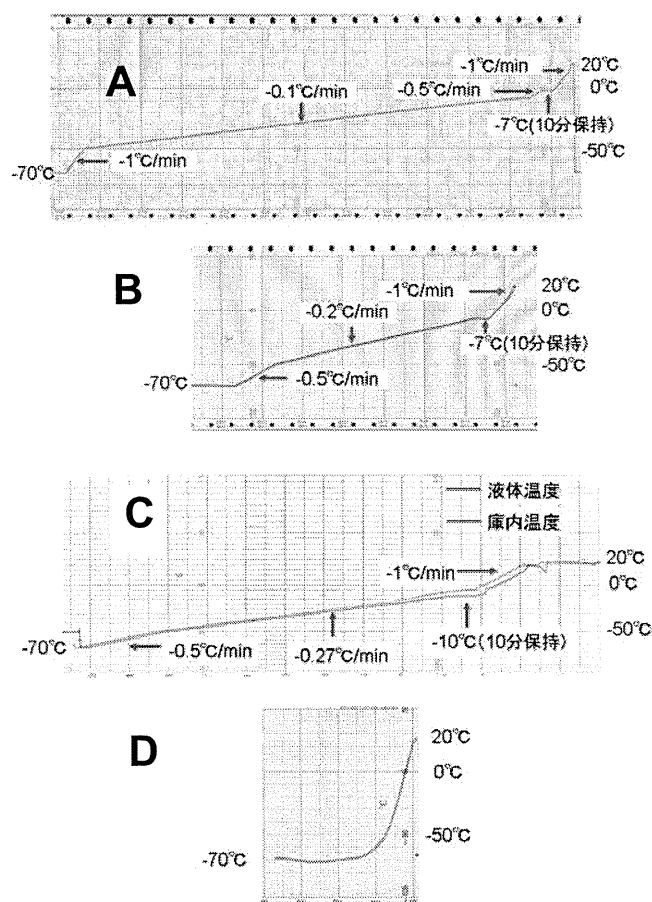 A
-1℃/min
20℃
-0.1℃/min
-0.5℃/min
0℃
-7℃(10分保持)
-1℃/min
-50℃
-70℃
B
-1℃/min
20℃
-0.2℃/min
0℃
-7℃(10分保持)
-50℃
-70℃
-0.5℃/min
C
液体温度
庫内温度
-1℃/min
20℃
0℃
-70℃
-0.5℃/min
-0.27℃/min
-10℃(10分保持)
-50℃
D
20℃
0℃
-50℃
-70℃